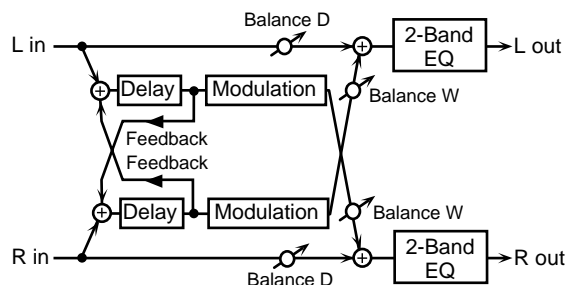 Balance D
L in
2-Band
EQ
L out
Delay
Modulation
Balance W
Feedback
Feedback
Delay
Modulation
Balance W
R in
Balance D
2-Band
EQ
R out